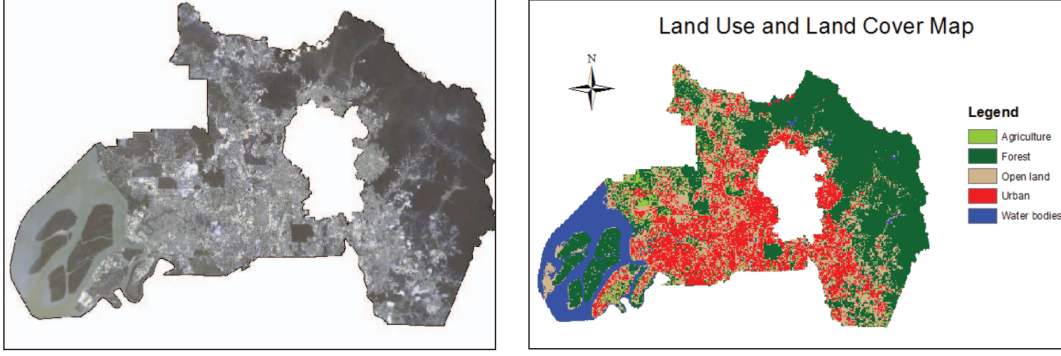 Land Use and Land Cover Map
N
Legend
Agriculture
Forest
Open land
Urban
Water bodies